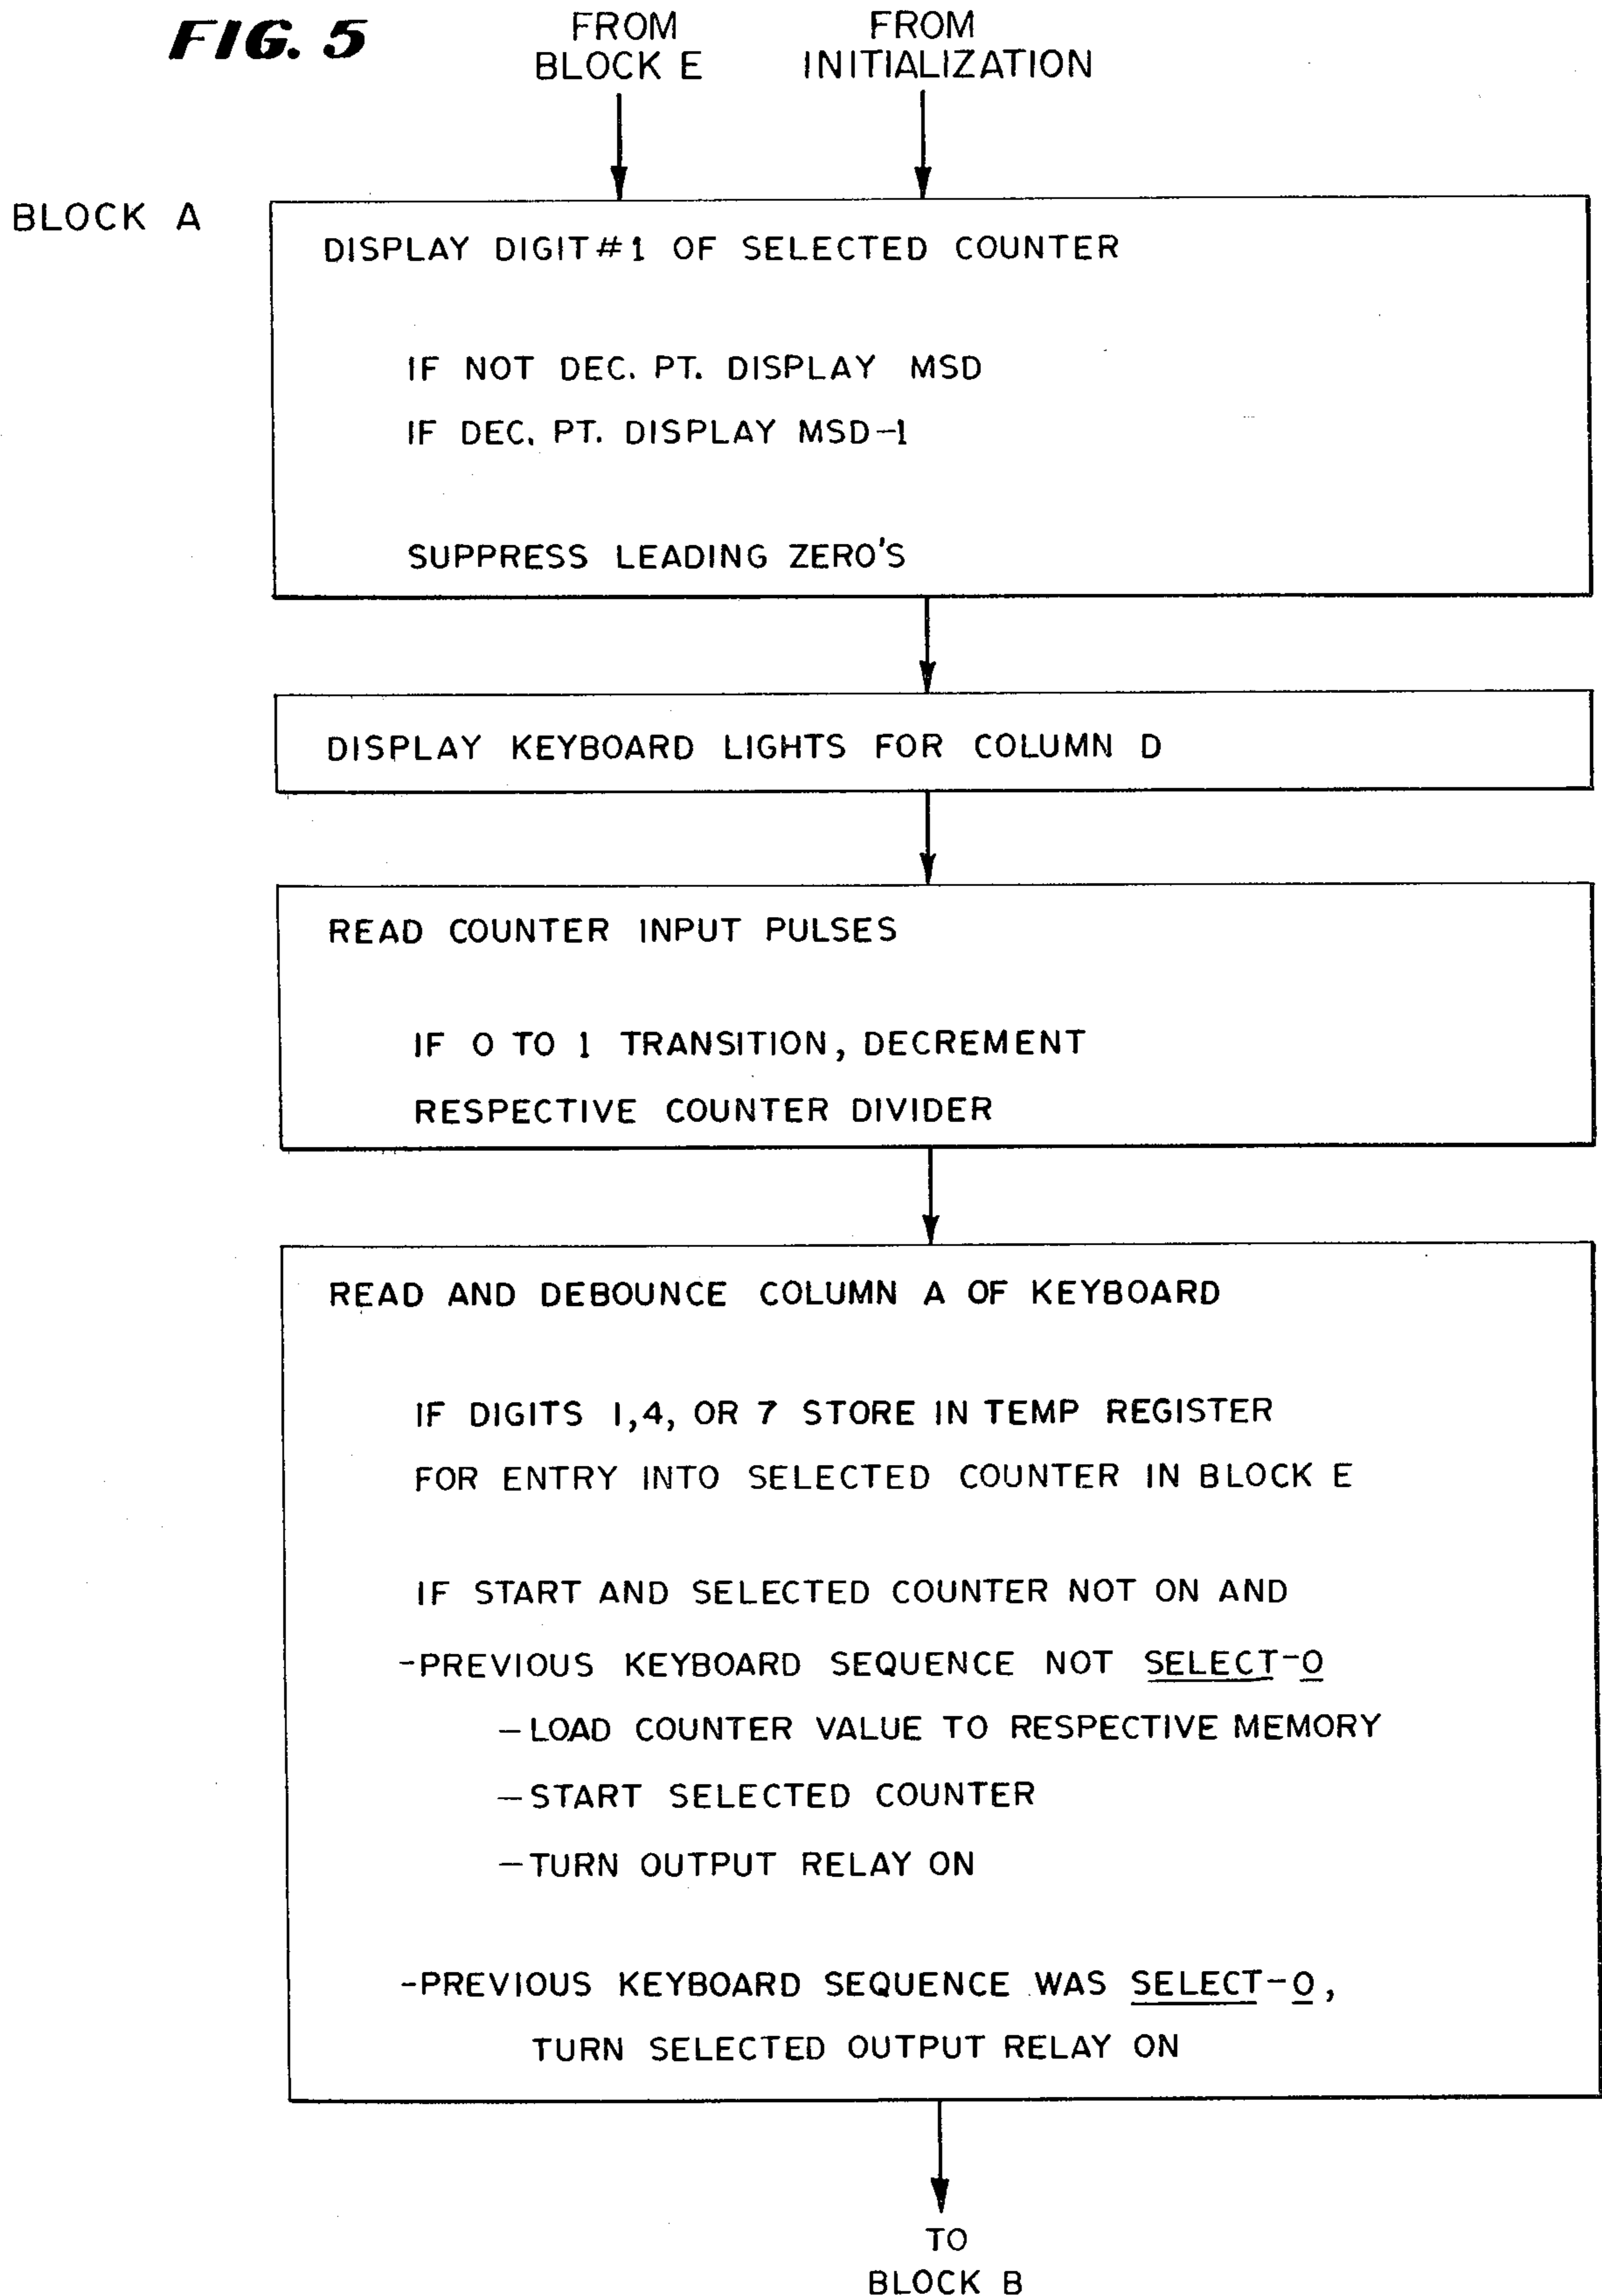 FIG. 5
FROM
BLOCK E
FROM
INITIALIZATION
BLOCK A
DISPLAY DIGIT#1 OF SELECTED COUNTER
IF NOT DEC. PT. DISPLAY MSD
IF DEC. PT. DISPLAY MSD-1
SUPPRESS LEADING ZERO'S
DISPLAY KEYBOARD LIGHTS FOR COLUMN D
READ COUNTER INPUT PULSES
IF 0 TO 1 TRANSITION, DECREMENT
RESPECTIVE COUNTER DIVIDER
READ AND DEBOUNCE COLUMN A OF KEYBOARD
IF DIGITS 1,4, OR 7 STORE IN TEMP REGISTER
FOR ENTRY INTO SELECTED COUNTER IN BLOCK E
IF START AND SELECTED COUNTER NOT ON AND
-PREVIOUS KEYBOARD SEQUENCE NOT SELECT-0
-LOAD COUNTER VALUE TO RESPECTIVE MEMORY
-START SELECTED COUNTER
-TURN OUTPUT RELAY ON
-PREVIOUS KEYBOARD SEQUENCE WAS SELECT-0,
TURN SELECTED OUTPUT RELAY ON
TO
BLOCK B